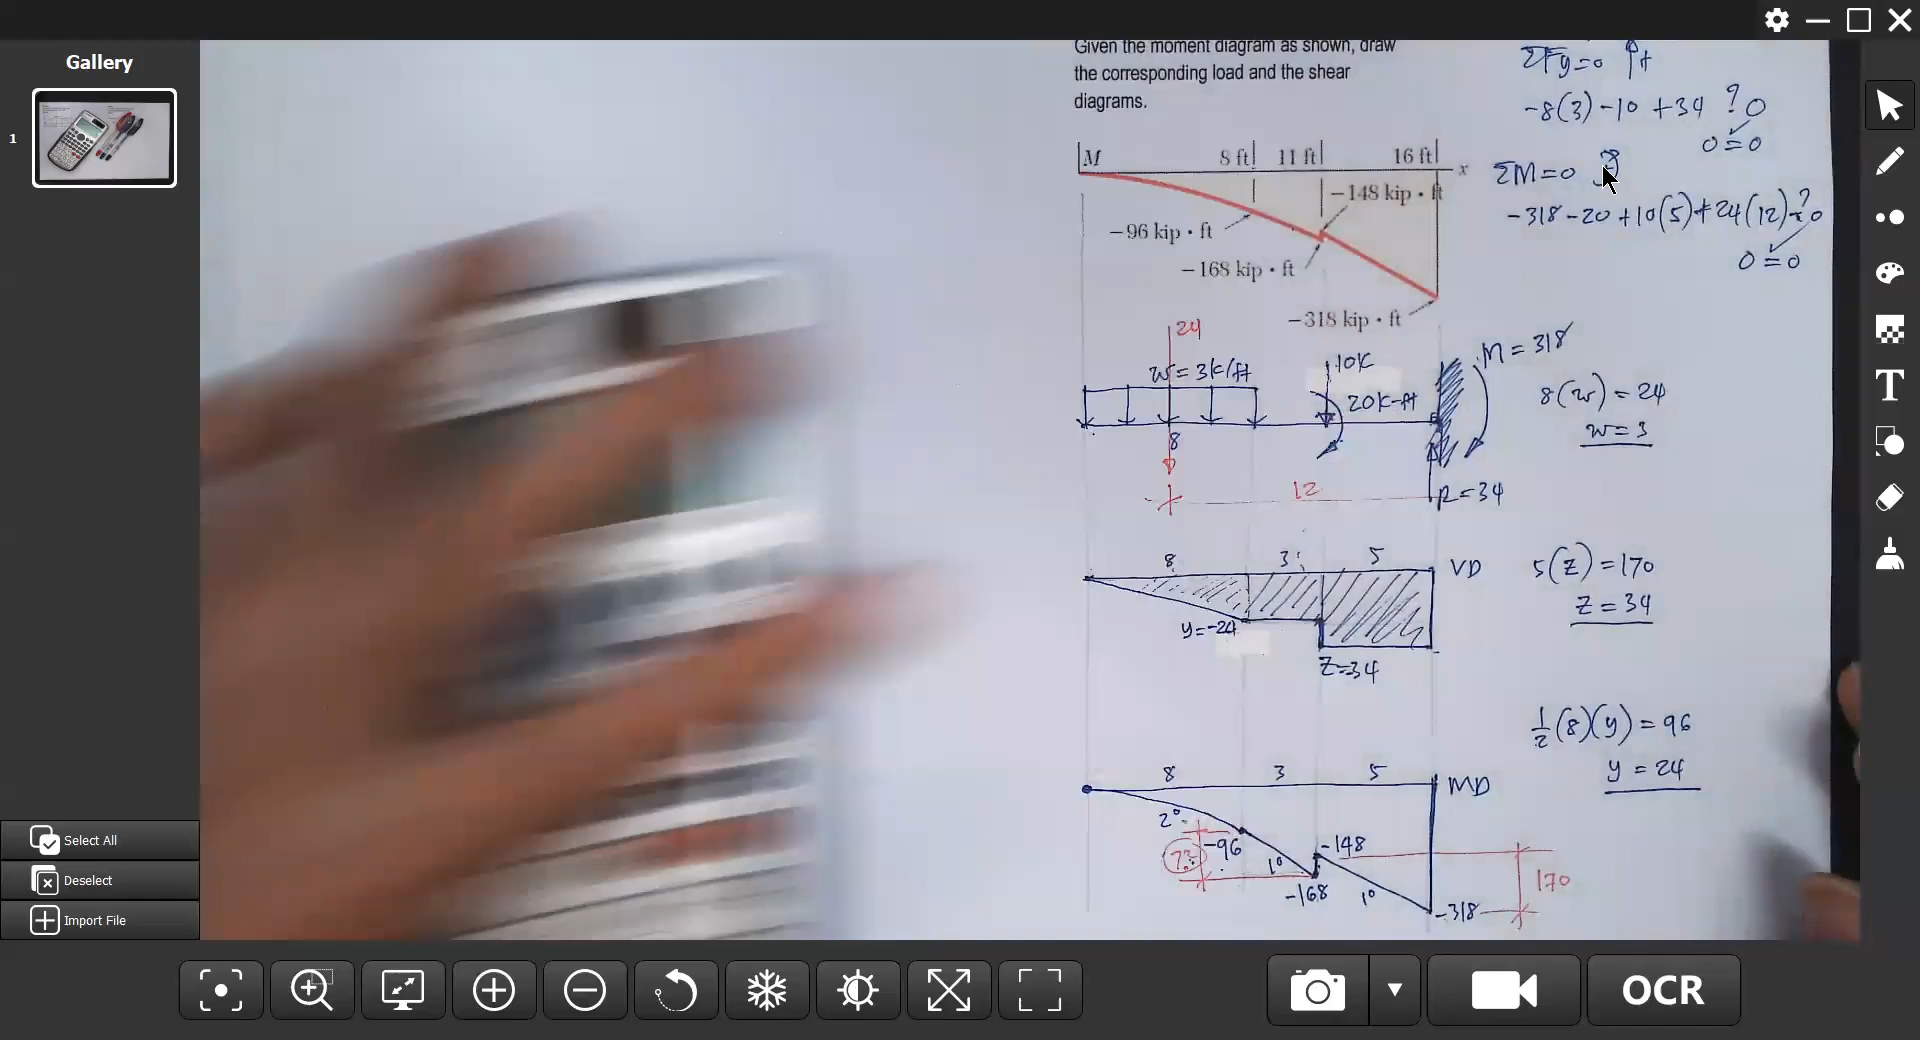 Gallery
1
Given the moment diagram as shown, draw
the corresponding load and the shear
diagrams.
M 8 ft 11 ft 16 ft x
-148 kip · ft
-96 kip · ft
-168 kip · ft
-318 kip · ft
ΣFy=0 ↑+
-8(3) -10 +34 ? 0
0=0
ΣM=0
-318-20+10(5)+24(12)=0
?
0=0
24
w=3k/ft
10K
20K-ft
M=318
8
12
R=34
8(w)=24
w=3
8 3 5 VD
y=-24
Z=34
5(z)=170
Z=34
1/2(8)(y)=96
y=24
8 3 5 MD
2°
-96
1°
-148
-168
1°
-318
170
Select All
Deselect
Import File
T
OCR